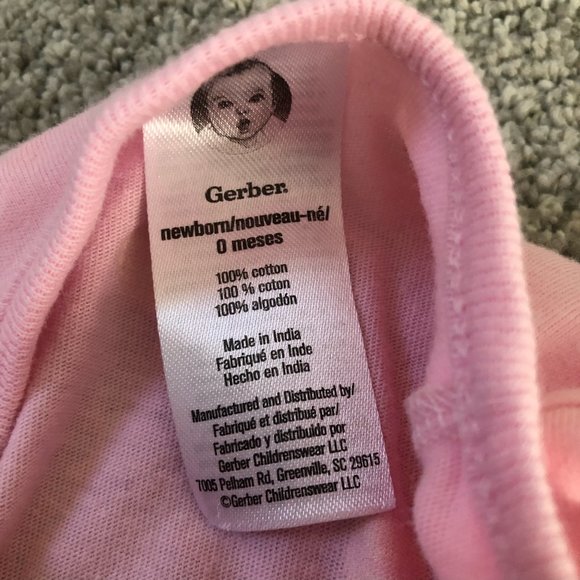 Gerber.
newborn/nouveau-né/
0 meses
100% cotton
100 % coton
100% algodón
Made in India
Fabriqué en Inde
Hecho en India
Manufactured and Distributed by/
Fabriqué et distribué par/
Fabricado y distribuido por
Gerber Childrenswear LLC
7005 Pelham Rd, Greenville, SC 29615
©Gerber Childrenswear LLC